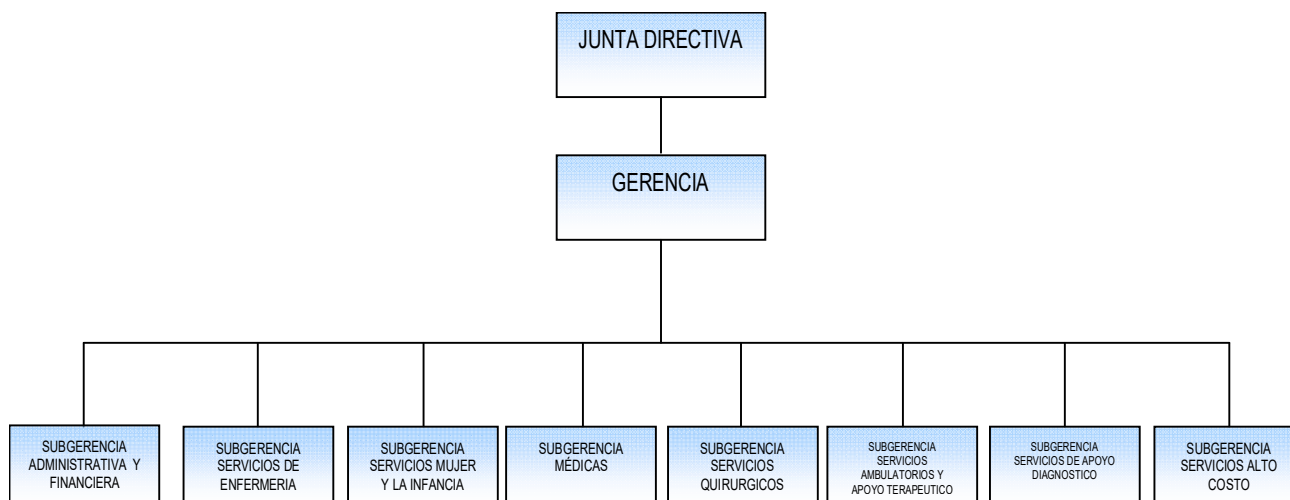 JUNTA DIRECTIVA
GERENCIA
SUBGERENCIA
ADMINISTRATIVA Y
FINANCIERA
SUBGERENCIA
SERVICIOS DE
ENFERMERIA
SUBGERENCIA
SERVICIOS MUJER
Y LA INFANCIA
SUBGERENCIA
MÉDICAS
SUBGERENCIA
SERVICIOS
QUIRURGICOS
SUBGERENCIA
SERVICIOS
AMBULATORIOS Y
APOYO TERAPEUTICO
SUBGERENCIA
SERVICIOS DE APOYO
DIAGNOSTICO
SUBGERENCIA
SERVICIOS ALTO
COSTO